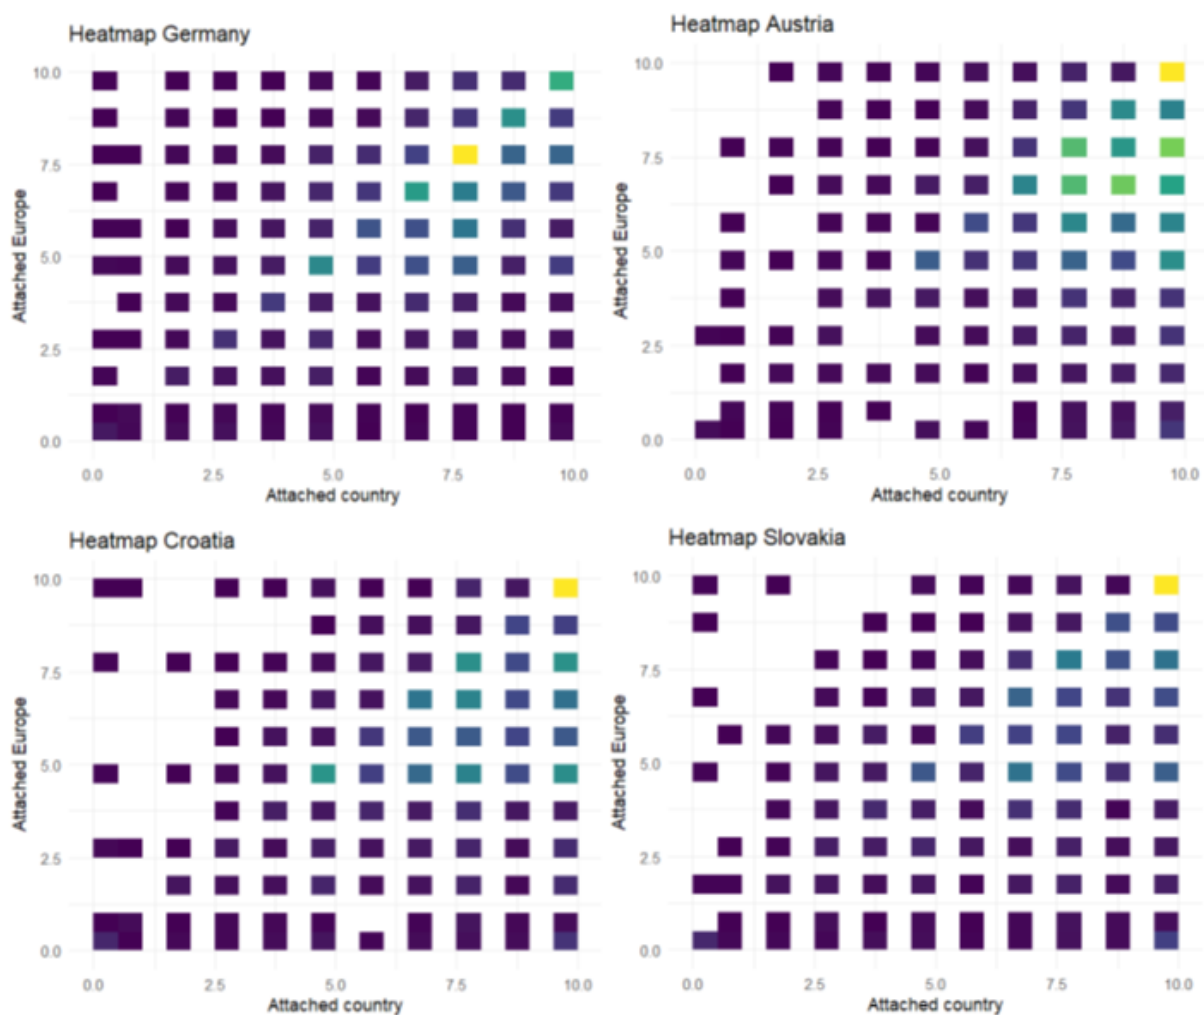 Heatmap Germany
10.0
7.5
5.0
2.5
0.0
Attached Europe
0.0 2.5 5.0 7.5 10.0
Attached country
Heatmap Austria
10.0
7.5
5.0
2.5
0.0
Attached Europe
0.0 2.5 5.0 7.5 10.0
Attached country
Heatmap Croatia
10.0
7.5
5.0
2.5
0.0
Attached Europe
0.0 2.5 5.0 7.5 10.0
Attached country
Heatmap Slovakia
10.0
7.5
5.0
2.5
0.0
Attached Europe
0.0 2.5 5.0 7.5 10.0
Attached country